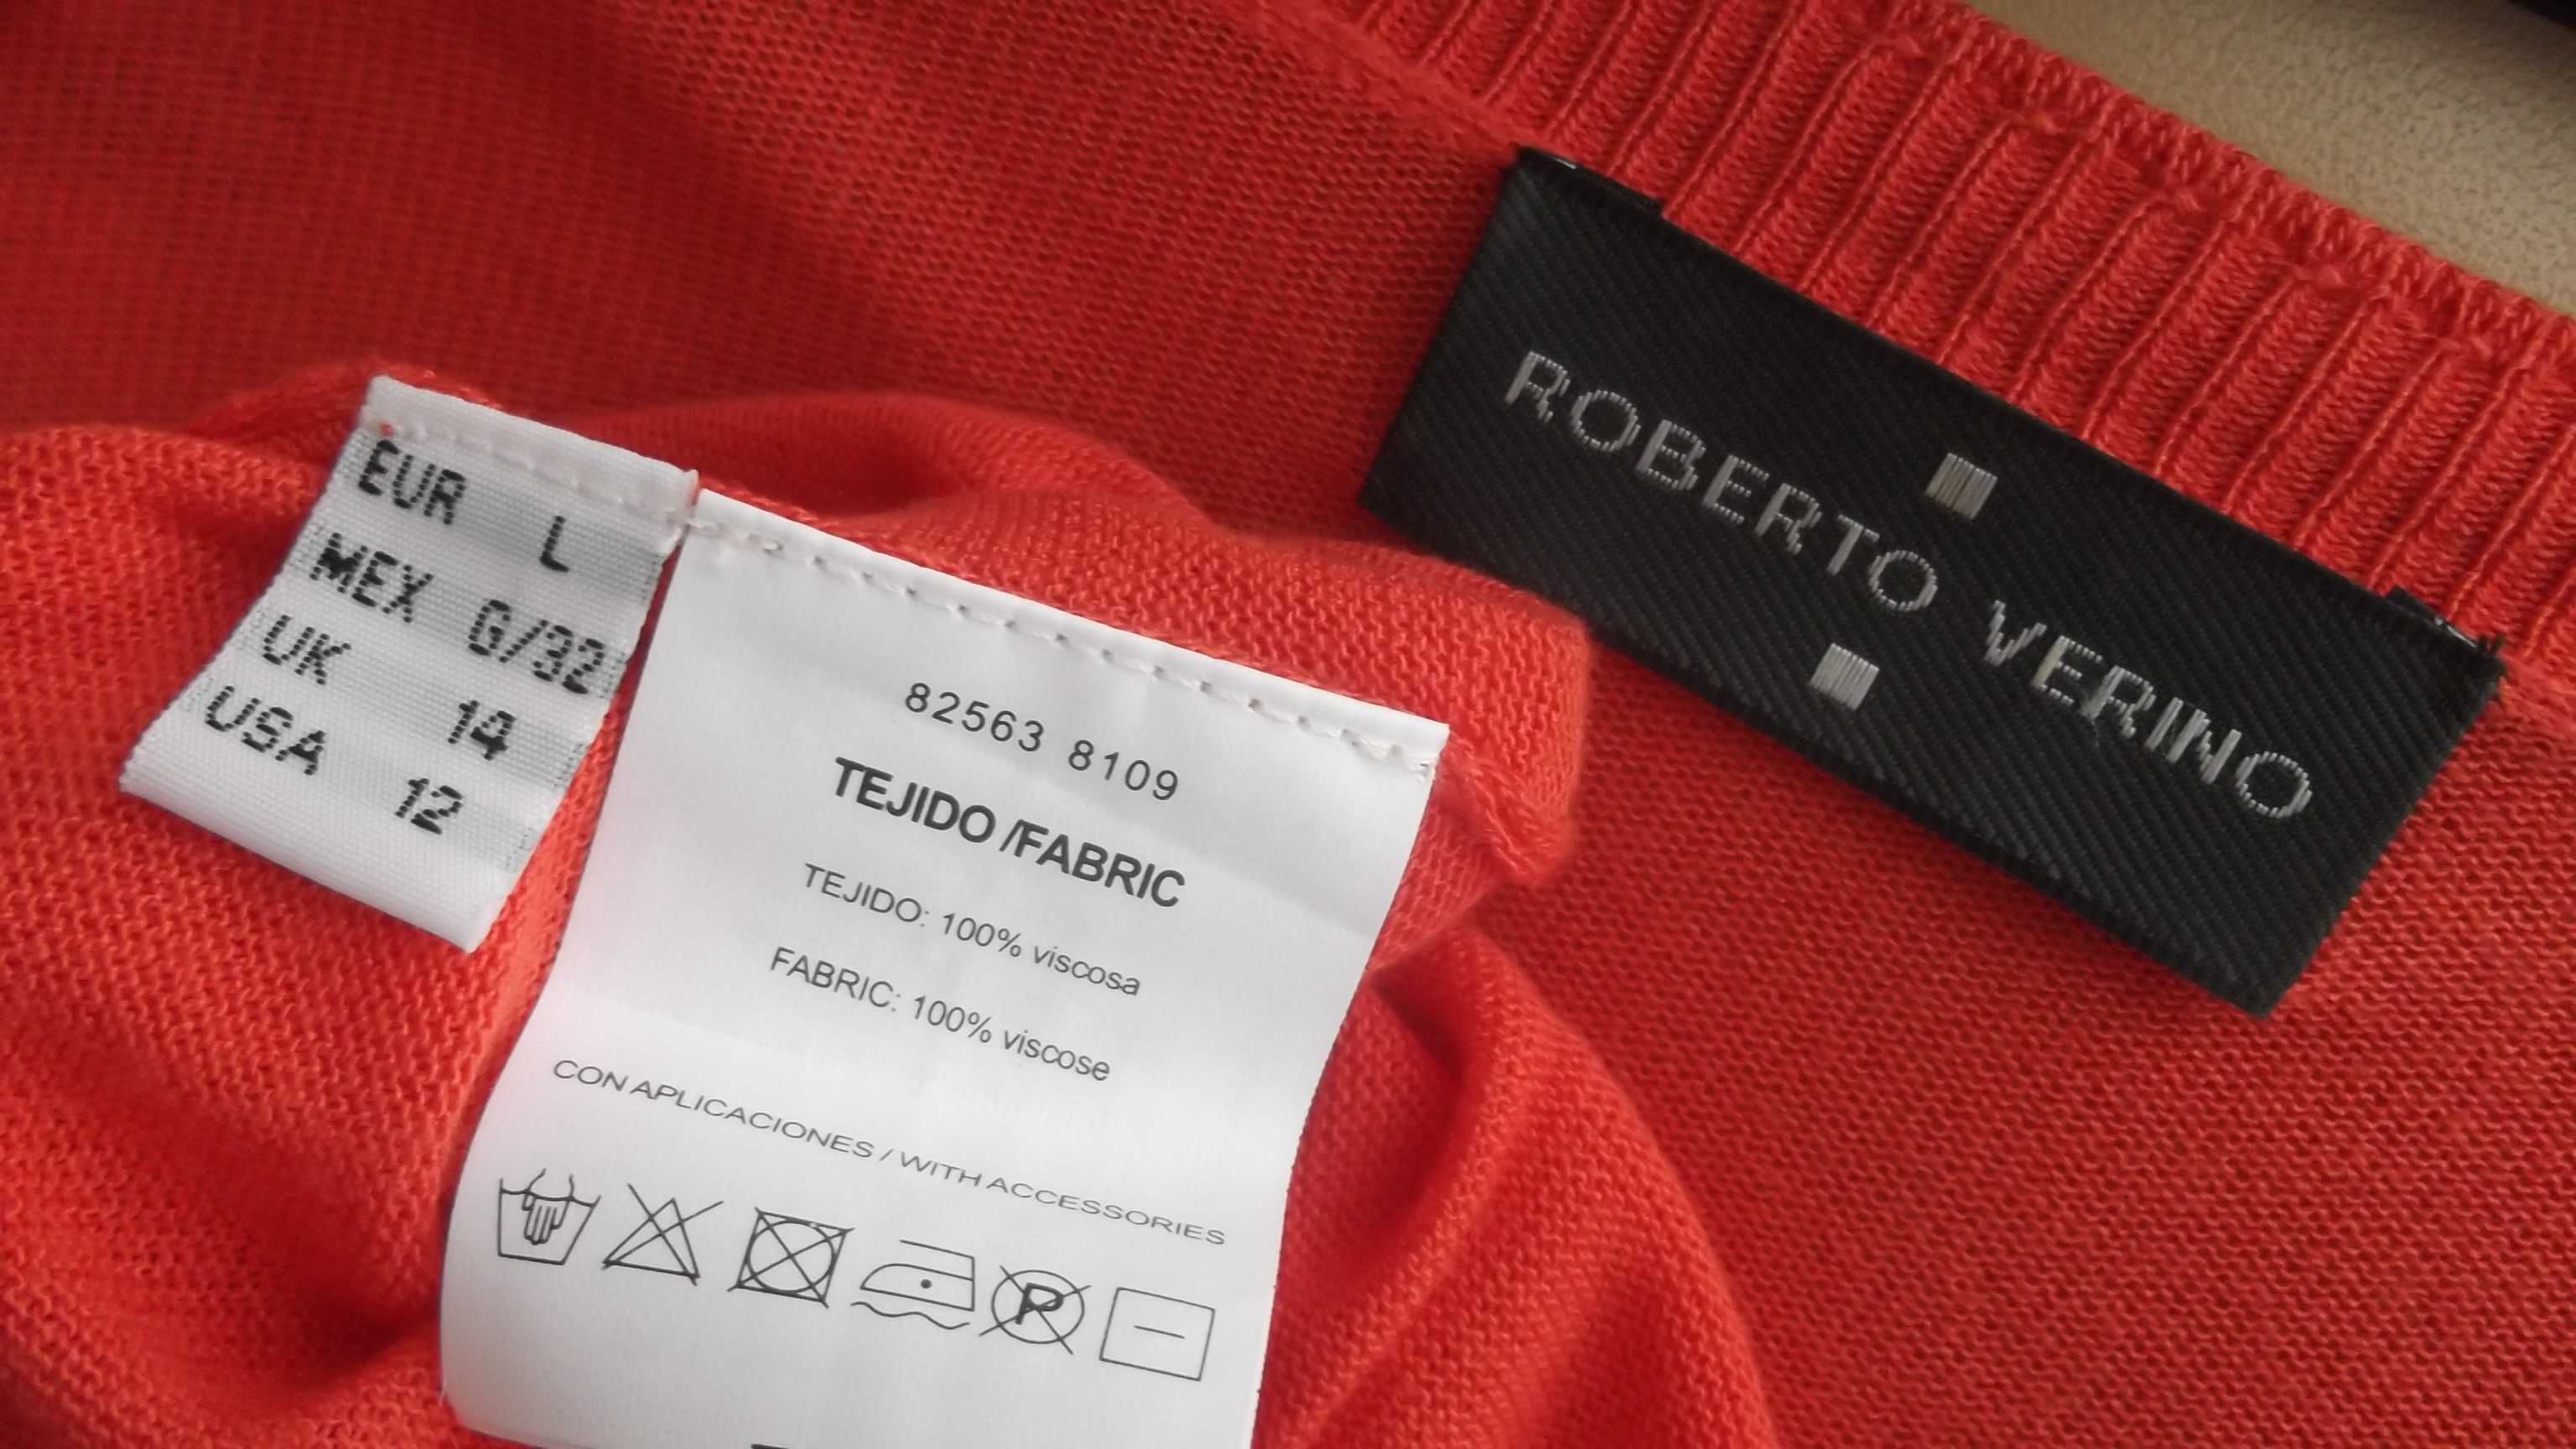 EUR L
MEX G/32
UK 14
USA 12
82563 8109
TEJIDO /FABRIC
TEJIDO: 100% viscosa
FABRIC: 100% viscose
CON APLICACIONES / WITH ACCESSORIES
P
ROBERTO VERINO